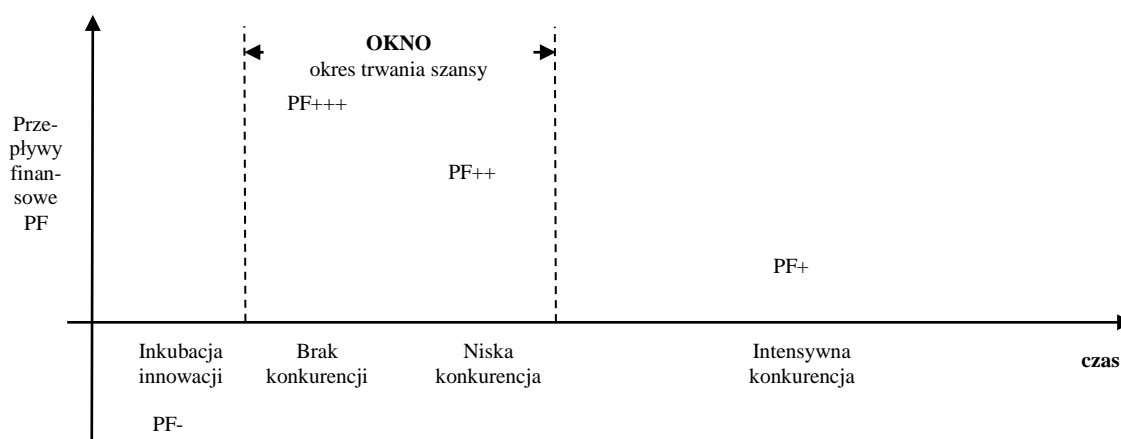 OKNO
okres trwania szansy
PF+++
Prze-
pływy
finan-
sowe
PF
PF++
PF+
Inkubacja
innowacji
Brak
konkurencji
Niska
konkurencja
Intensywna
konkurencja
czas
PF-